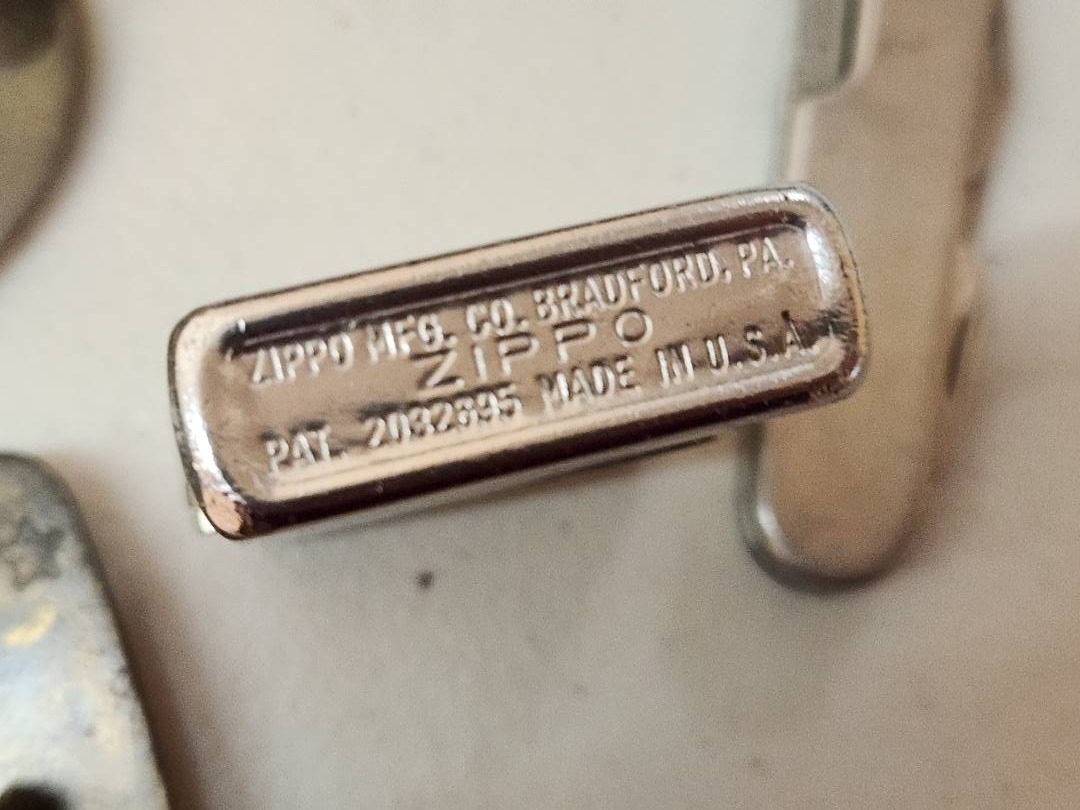 ZIPPO MFG. CO. BRADFORD, PA.
ZIPPO
PAT. 2032695 MADE IN U.S.A.